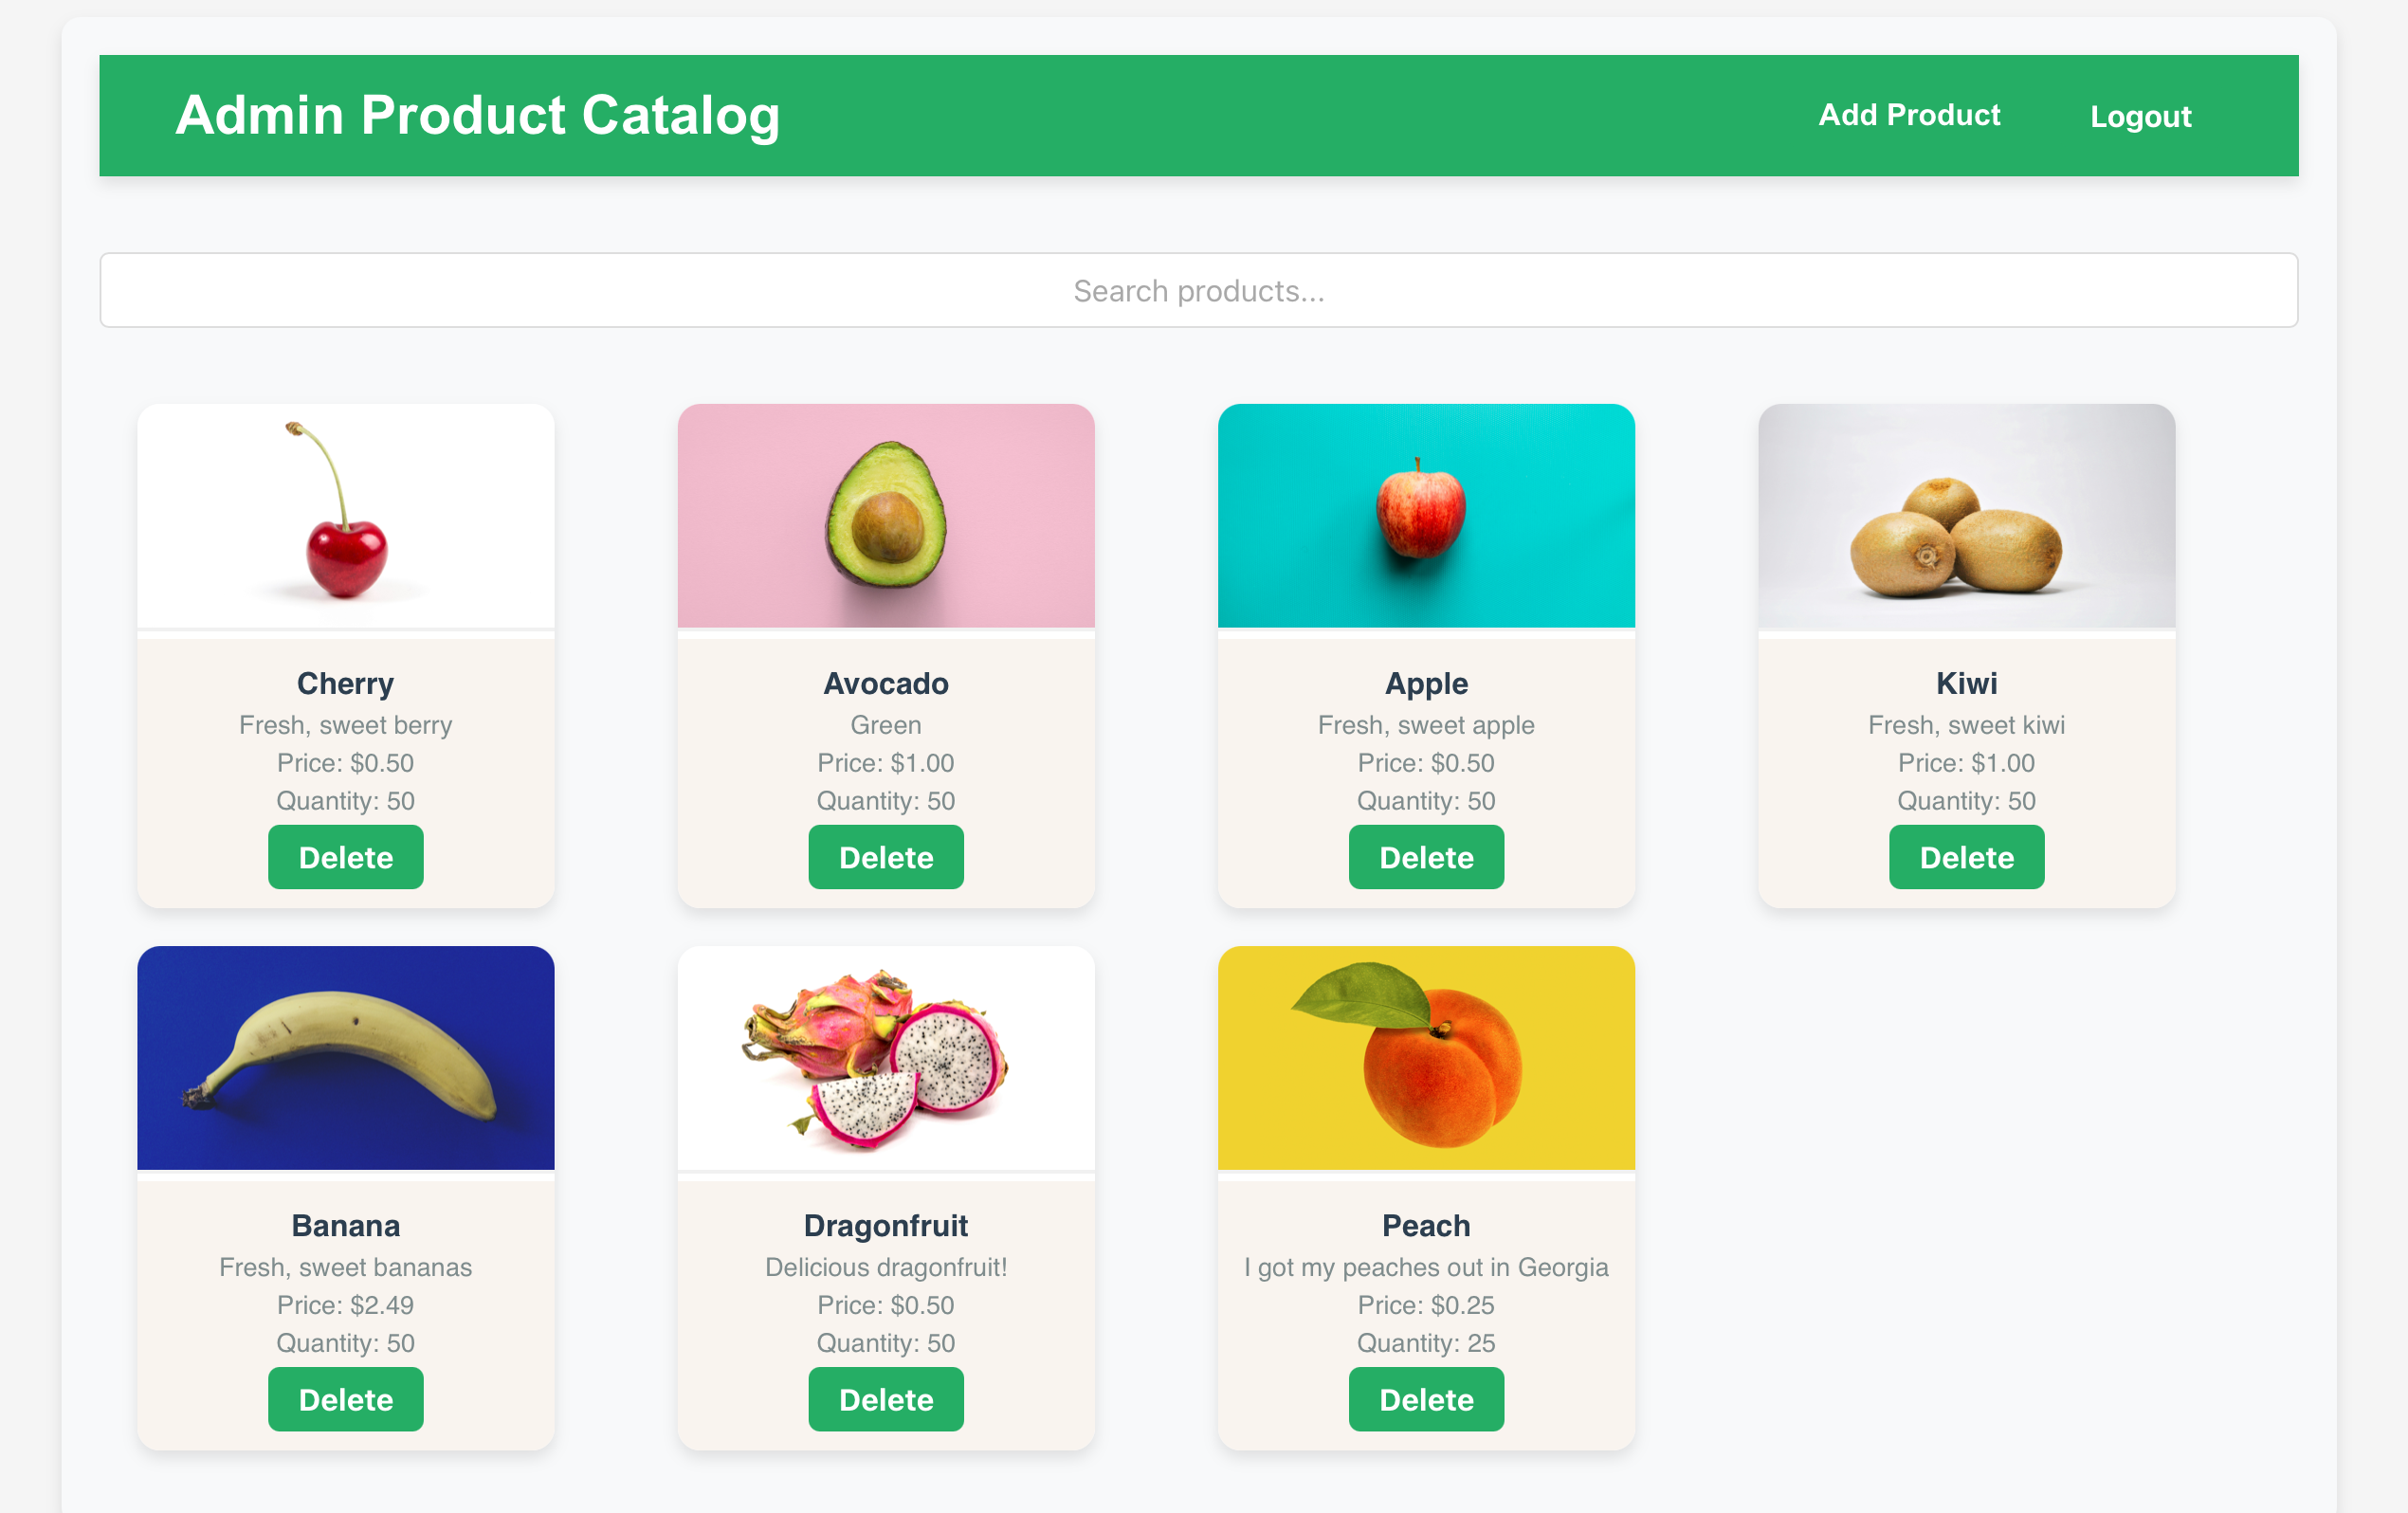 Admin Product Catalog
Add Product
Logout
Search products...
Cherry
Fresh, sweet berry
Price: $0.50
Quantity: 50
Delete
Avocado
Green
Price: $1.00
Quantity: 50
Delete
Apple
Fresh, sweet apple
Price: $0.50
Quantity: 50
Delete
Kiwi
Fresh, sweet kiwi
Price: $1.00
Quantity: 50
Delete
Banana
Fresh, sweet bananas
Price: $2.49
Quantity: 50
Delete
Dragonfruit
Delicious dragonfruit!
Price: $0.50
Quantity: 50
Delete
Peach
I got my peaches out in Georgia
Price: $0.25
Quantity: 25
Delete